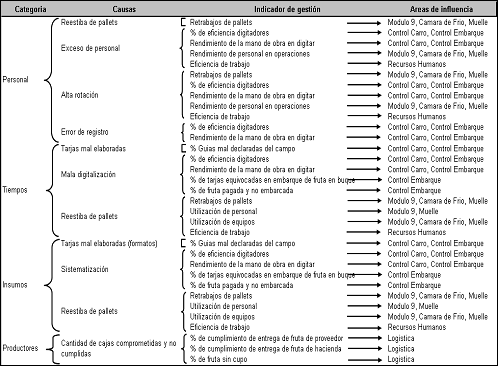 Categoria Causas Indicador de gestión Areas de influencia
Personal
Reestiba de pallets
Retrabajos de pallets Modulo 9, Camara de Frio, Muelle
Exceso de personal
% de eficiencia digitadores Control Carro, Control Embarque
Rendimiento de la mano de obra en digitar Control Carro, Control Embarque
Rendimiento de personal en operaciones Modulo 9, Camara de Frio, Muelle
Eficiencia de trabajo Recursos Humanos
Alta rotación
Retrabajos de pallets Modulo 9, Camara de Frio, Muelle
% de eficiencia digitadores Control Carro, Control Embarque
Rendimiento de la mano de obra en digitar Control Carro, Control Embarque
Rendimiento de personal en operaciones Modulo 9, Camara de Frio, Muelle
Eficiencia de trabajo Recursos Humanos
Error de registro
% de eficiencia digitadores Control Carro, Control Embarque
Rendimiento de la mano de obra en digitar Control Carro, Control Embarque
Tiempos
Tarjas mal elaboradas
% Guias mal declaradas del campo Control Carro, Control Embarque
Mala digitalización
% de eficiencia digitadores Control Carro, Control Embarque
Rendimiento de la mano de obra en digitar Control Carro, Control Embarque
% de tarjas equivocadas en embarque de fruta en buque Control Embarque
% de fruta pagada y no embarcada Control Embarque
Reestiba de pallets
Retrabajos de pallets Modulo 9, Camara de Frio, Muelle
Utilización de personal Modulo 9, Muelle
Utilización de equipos Modulo 9, Camara de Frio, Muelle
Eficiencia de trabajo Recursos Humanos
Insumos
Tarjas mal elaboradas (formatos)
% Guias mal declaradas del campo Control Carro, Control Embarque
Sistematización
% de eficiencia digitadores Control Carro, Control Embarque
Rendimiento de la mano de obra en digitar Control Carro, Control Embarque
% de tarjas equivocadas en embarque de fruta en buque Control Embarque
% de fruta pagada y no embarcada Control Embarque
Reestiba de pallets
Retrabajos de pallets Modulo 9, Camara de Frio, Muelle
Utilización de personal Modulo 9, Muelle
Utilización de equipos Modulo 9, Camara de Frio, Muelle
Eficiencia de trabajo Recursos Humanos
Productores
Cantidad de cajas comprometidas y no
cumplidas
% de cumplimiento de entrega de fruta de proveedor Logistica
% de cumplimiento de entrega de fruta de hacienda Logistica
% de fruta sin cupo Logistica